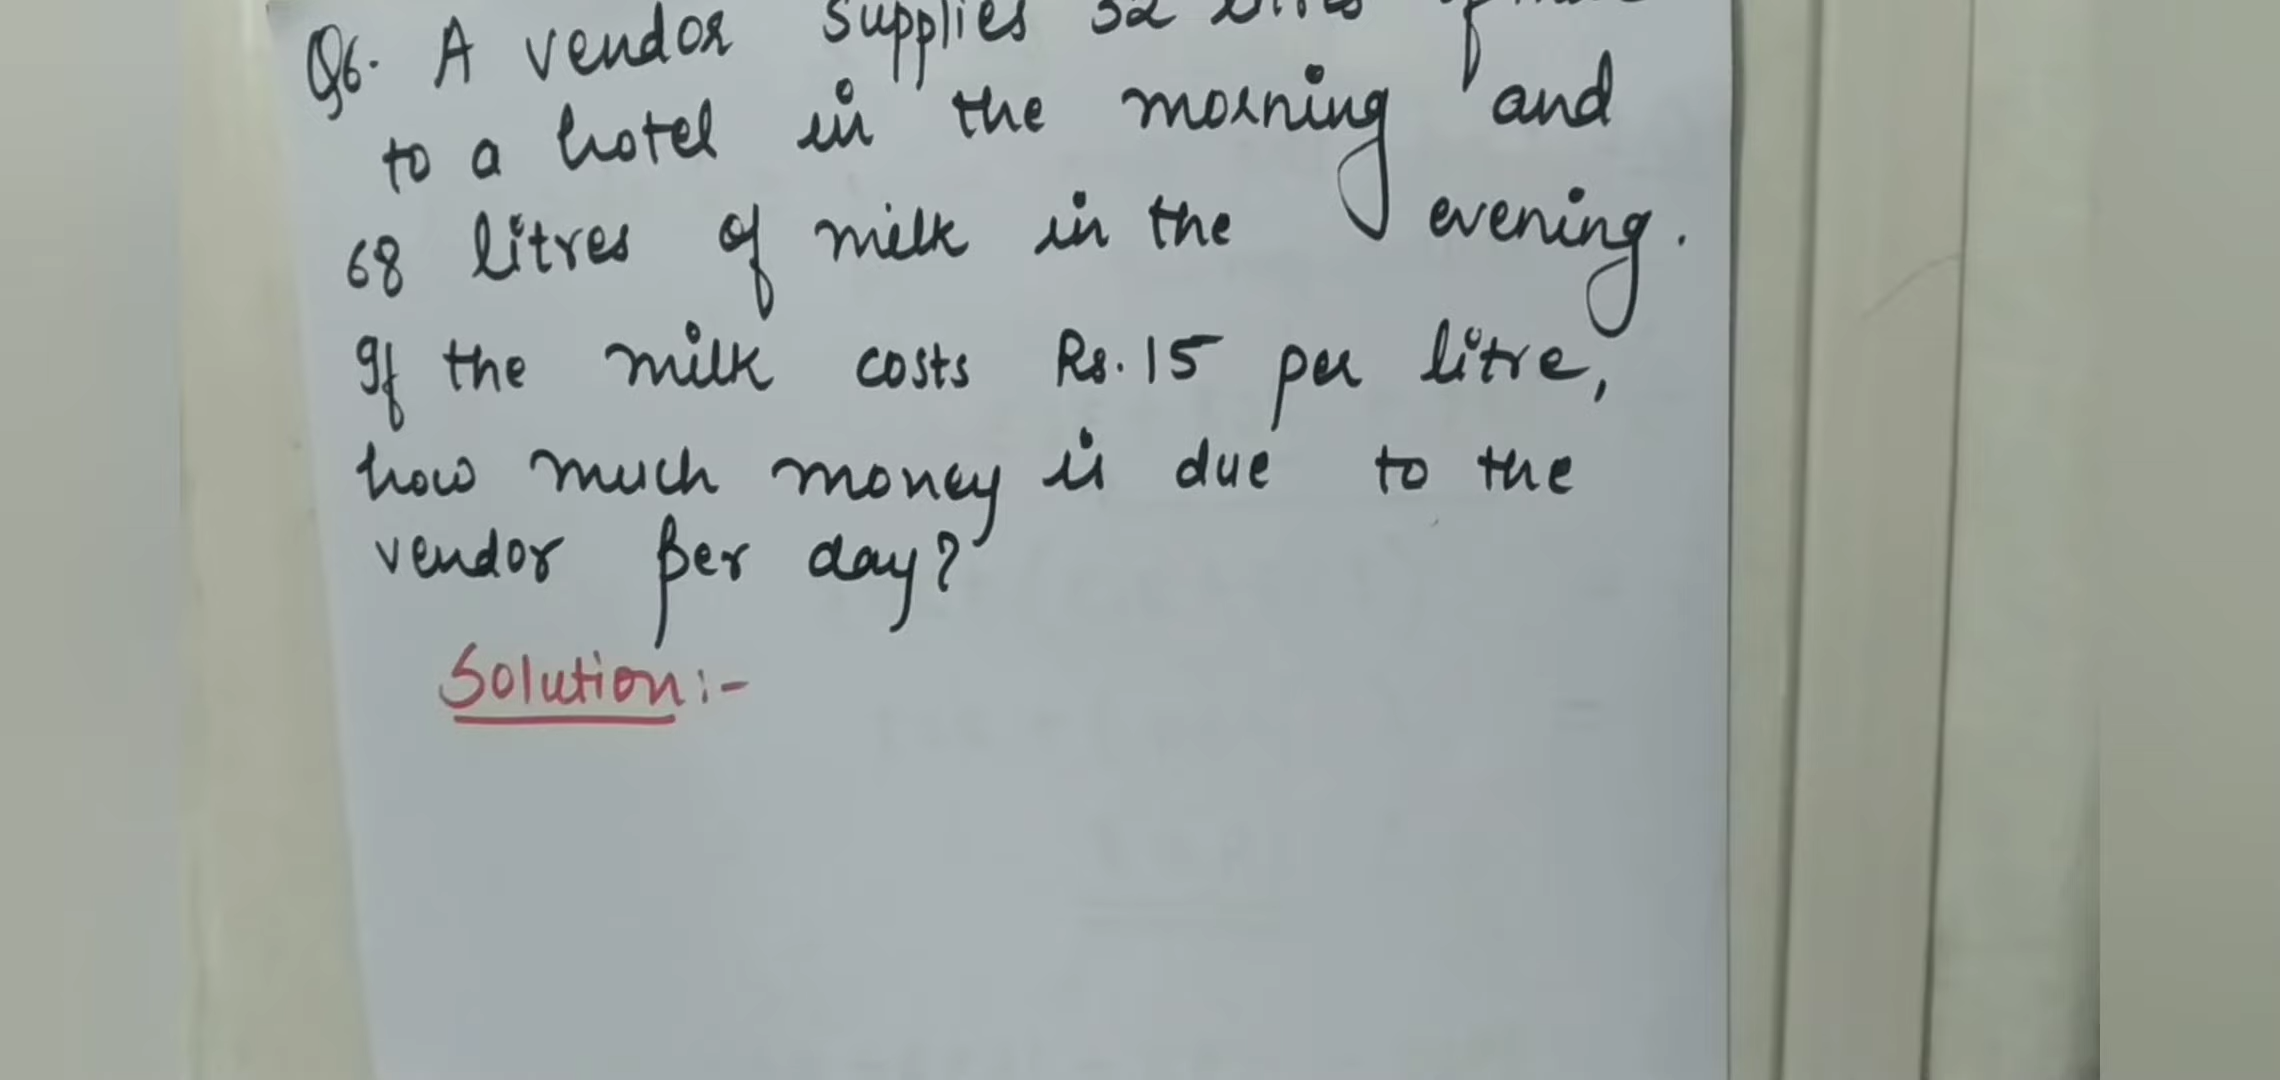 Q6. A vendor supplies 32
to a hotel in the morning and
68 litres of milk in the evening.
If the milk costs Rs. 15 per litre,
how much money is due to the
vendor per day?
Solution:-